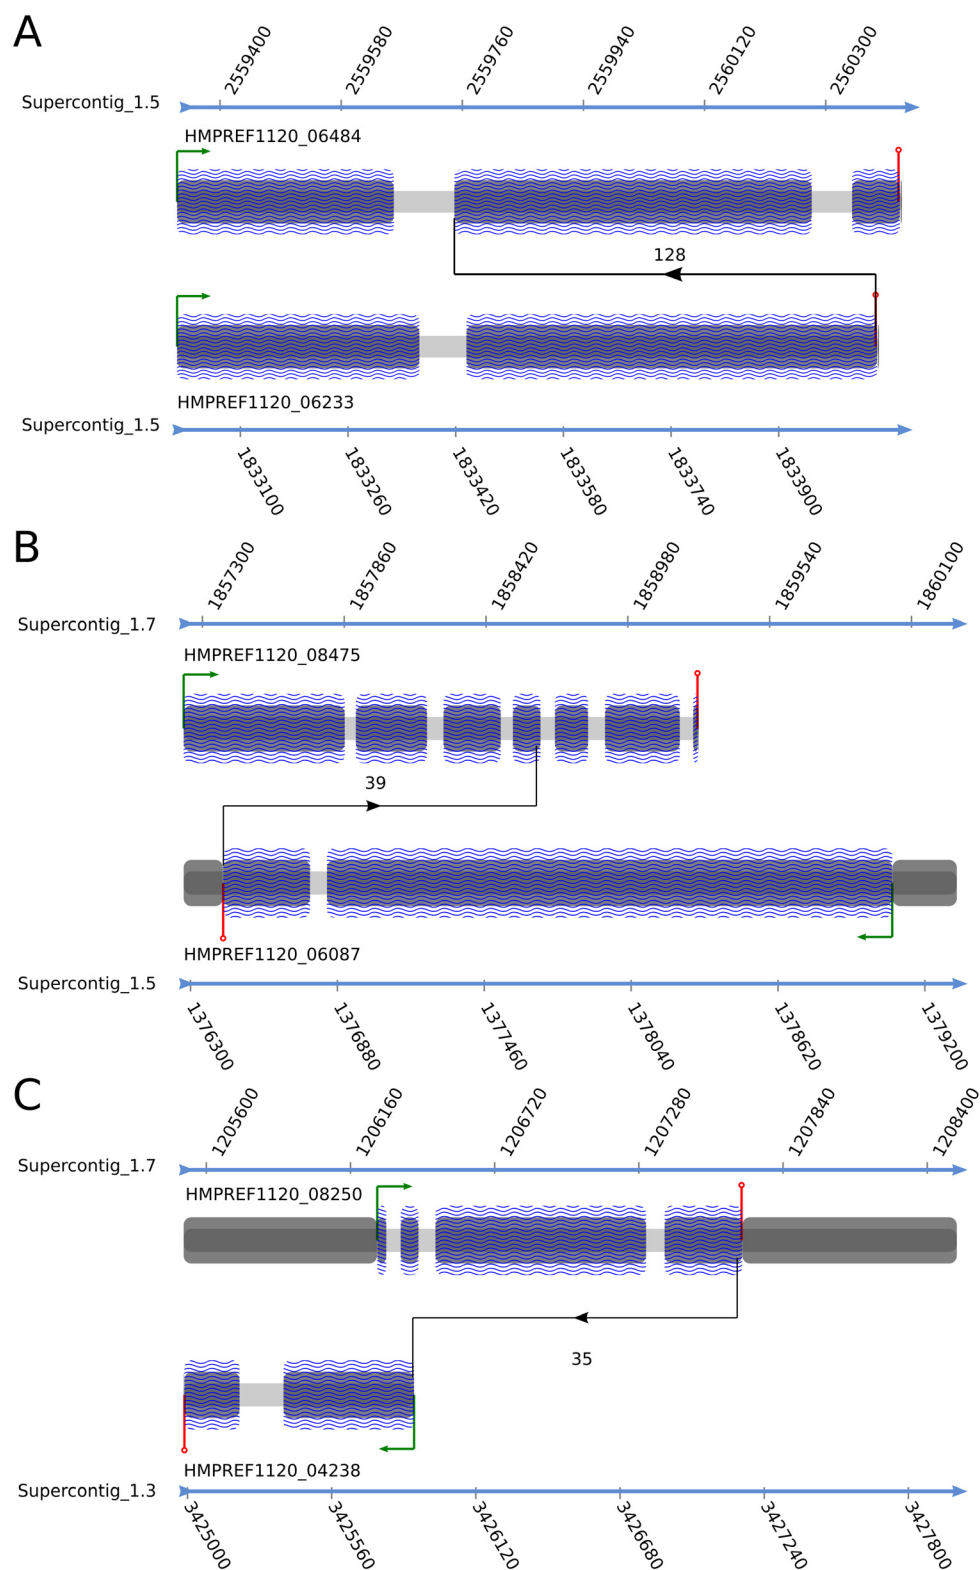 A
2559400 2559580 2559760 2559940 2560120 2560300
Supercontig_1.5
HMPREF1120_06484
128
HMPREF1120_06233
Supercontig_1.5
1833100 1833260 1833420 1833580 1833740 1833900
B
1857300 1857860 1858420 1858980 1859540 1860100
Supercontig_1.7
HMPREF1120_08475
39
HMPREF1120_06087
Supercontig_1.5
1376300 1376880 1377460 1378040 1378620 1379200
C
1205600 1206160 1206720 1207280 1207840 1208400
Supercontig_1.7
HMPREF1120_08250
35
HMPREF1120_04238
Supercontig_1.3
3425000 3425560 3426120 3426680 3427240 3427800